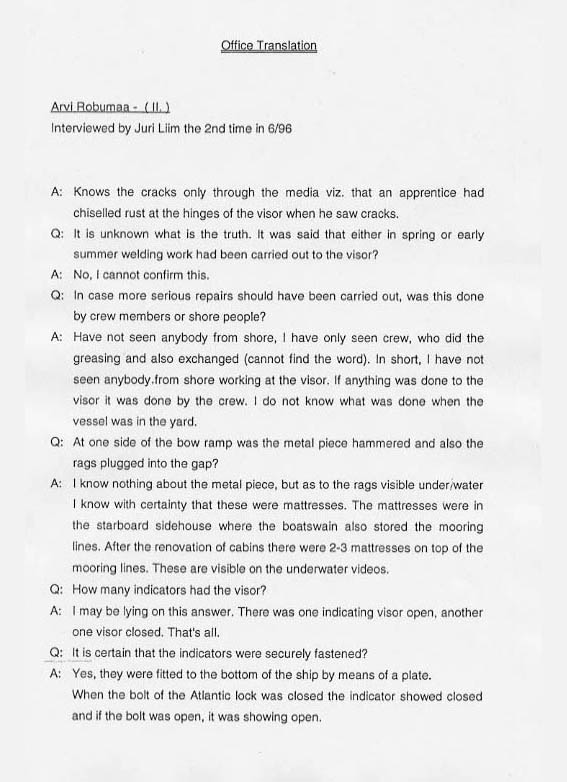 Office Translation
Arvi Robumaa - ( II. )
Interviewed by Juri Liim the 2nd time in 6/96
A: Knows the cracks only through the media viz. that an apprentice had
chiselled rust at the hinges of the visor when he saw cracks.
Q: It is unknown what is the truth. It was said that either in spring or early
summer welding work had been carried out to the visor?
A: No, I cannot confirm this.
Q: In case more serious repairs should have been carried out, was this done
by crew members or shore people?
A: Have not seen anybody from shore, I have only seen crew, who did the
greasing and also exchanged (cannot find the word). In short, I have not
seen anybody.from shore working at the visor. If anything was done to the
visor it was done by the crew. I do not know what was done when the
vessel was in the yard.
Q: At one side of the bow ramp was the metal piece hammered and also the
rags plugged into the gap?
A: I know nothing about the metal piece, but as to the rags visible under/water
I know with certainty that these were mattresses. The mattresses were in
the starboard sidehouse where the boatswain also stored the mooring
lines. After the renovation of cabins there were 2-3 mattresses on top of the
mooring lines. These are visible on the underwater videos.
Q: How many indicators had the visor?
A: I may be lying on this answer. There was one indicating visor open, another
one visor closed. That's all.
Q: It is certain that the indicators were securely fastened?
A: Yes, they were fitted to the bottom of the ship by means of a plate.
When the bolt of the Atlantic lock was closed the indicator showed closed
and if the bolt was open, it was showing open.